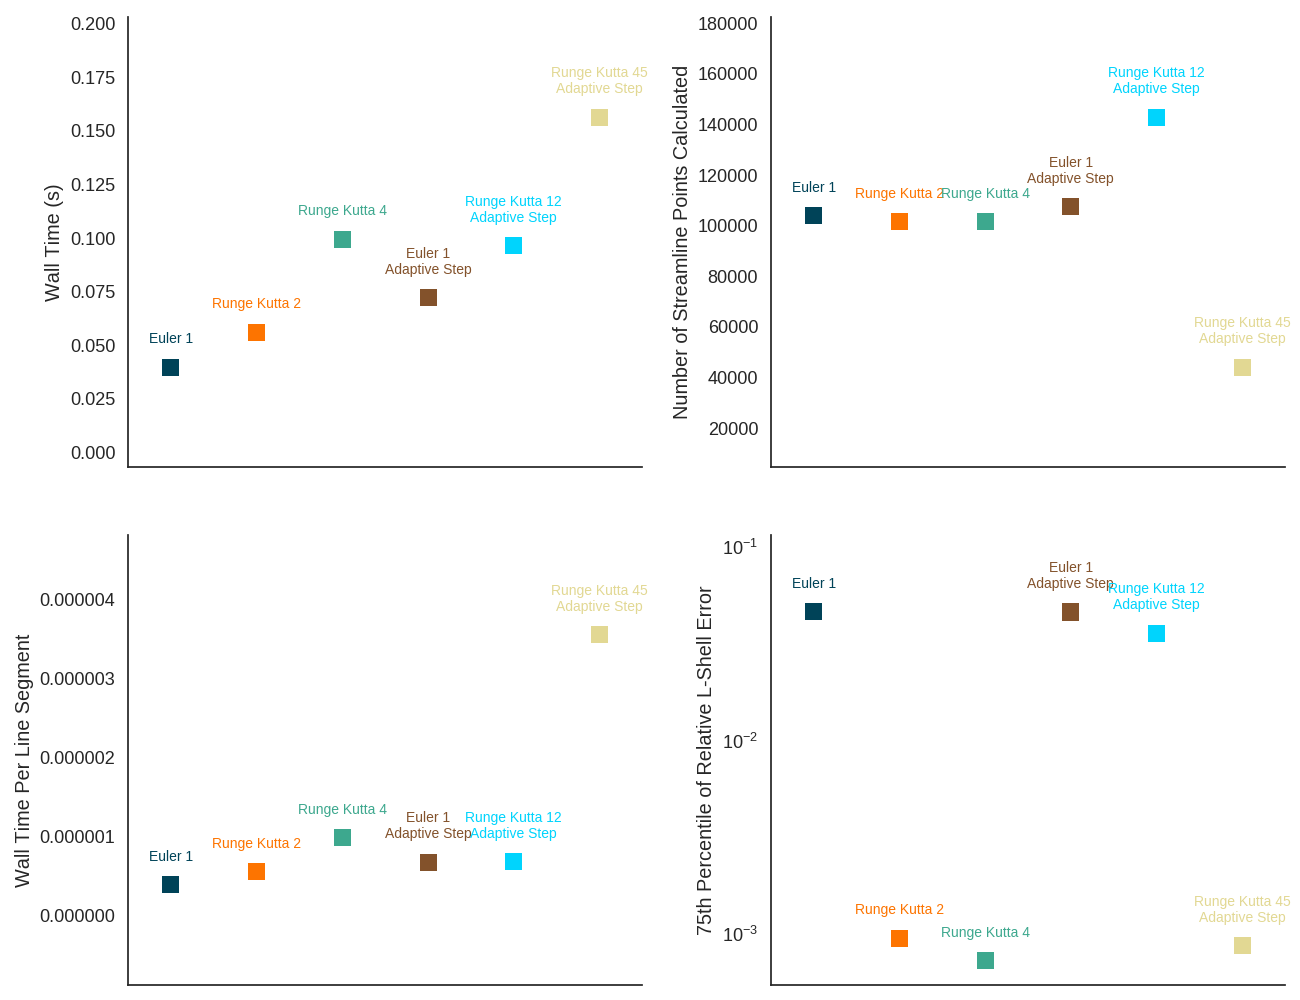 0.200
0.175
0.150
0.125
0.100
0.075
0.050
0.025
0.000
Wall Time (s)
Euler 1
Runge Kutta 2
Runge Kutta 4
Euler 1
Adaptive Step
Runge Kutta 12
Adaptive Step
Runge Kutta 45
Adaptive Step
180000
160000
140000
120000
100000
80000
60000
40000
20000
Number of Streamline Points Calculated
Euler 1
Runge Kutta 2
Runge Kutta 4
Euler 1
Adaptive Step
Runge Kutta 12
Adaptive Step
Runge Kutta 45
Adaptive Step
0.000004
0.000003
0.000002
0.000001
0.000000
Wall Time Per Line Segment
Euler 1
Runge Kutta 2
Runge Kutta 4
Euler 1
Adaptive Step
Runge Kutta 12
Adaptive Step
Runge Kutta 45
Adaptive Step
10⁻¹
10⁻²
10⁻³
75th Percentile of Relative L-Shell Error
Euler 1
Runge Kutta 2
Runge Kutta 4
Euler 1
Adaptive Step
Runge Kutta 12
Adaptive Step
Runge Kutta 45
Adaptive Step